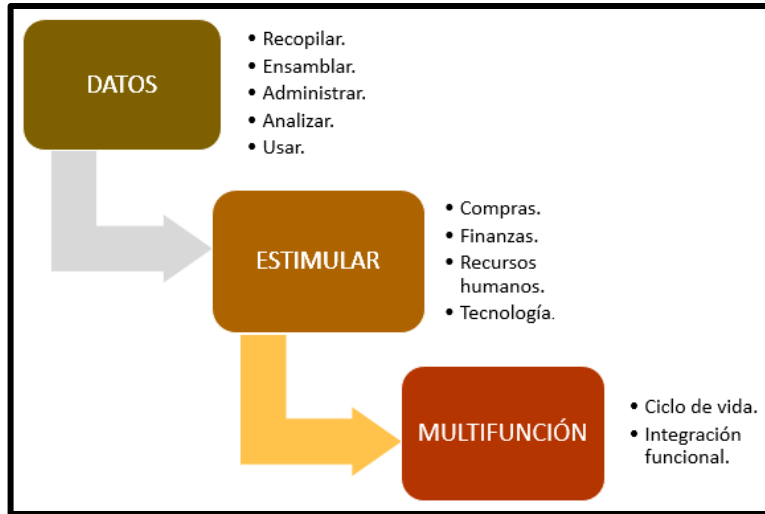 DATOS
• Recopilar.
• Ensamblar.
• Administrar.
• Analizar.
• Usar.
ESTIMULAR
• Compras.
• Finanzas.
• Recursos
humanos.
• Tecnología.
MULTIFUNCIÓN
• Ciclo de vida.
• Integración
funcional.